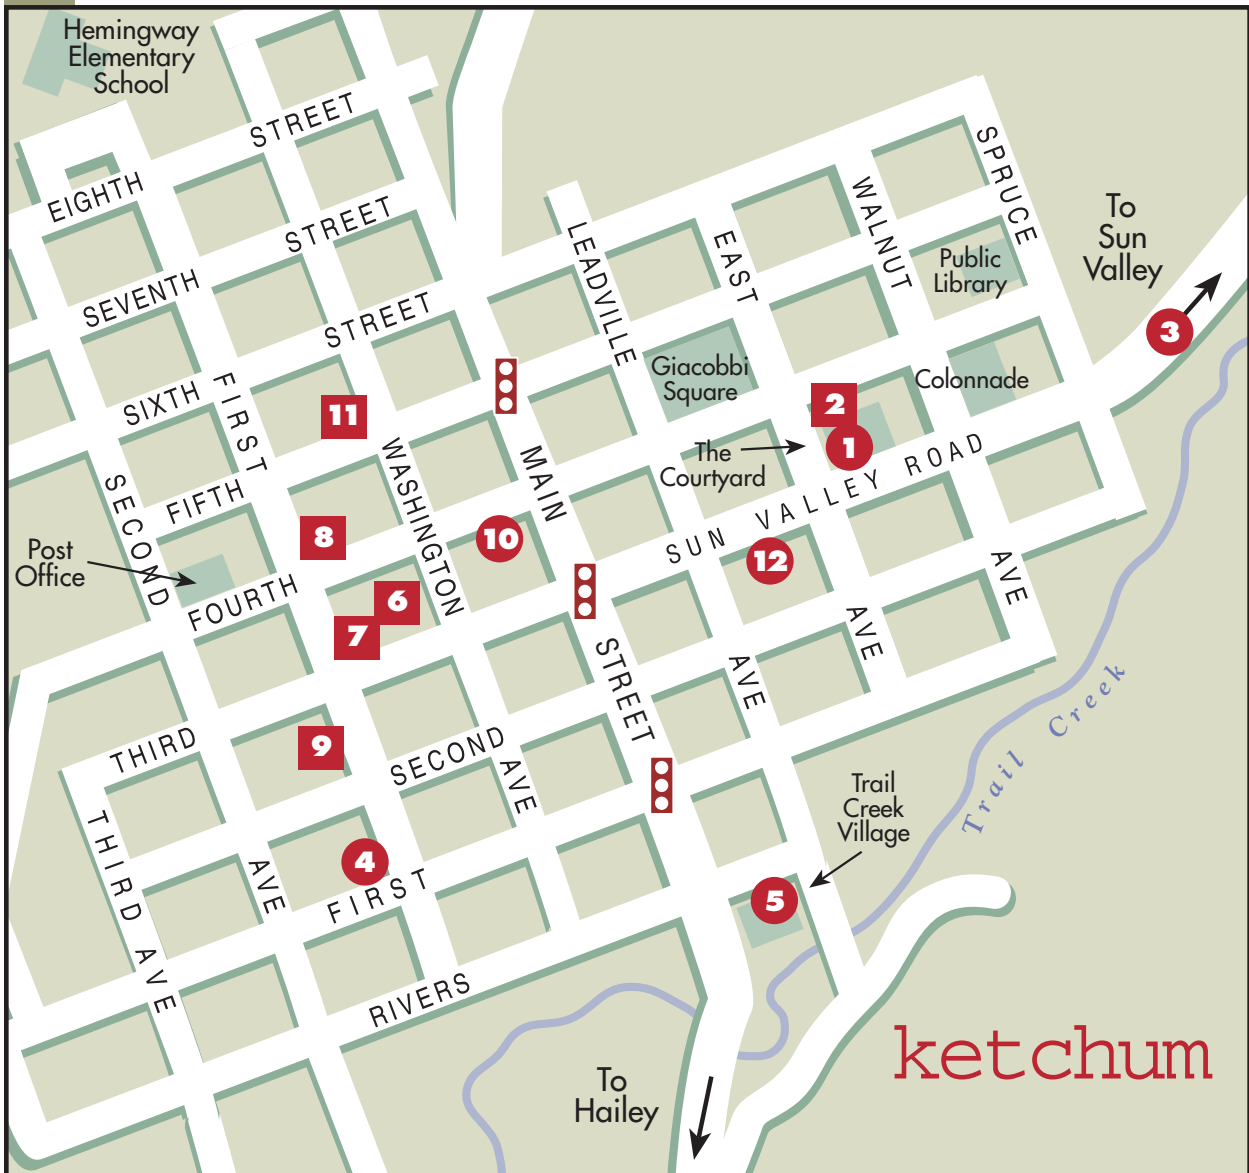 Hemingway
Elementary
School
STREET
EIGHTH
STREET
SEVENTH
STREET
SIXTH
FIRST
FIFTH
SECOND
Post
Office
FOURTH
WASHINGTON
MAIN
LEADVILLE
EAST
WALNUT
SPRUCE
To
Sun
Valley
Public
Library
3
Giacobbi
Square
Colonnade
2
1
The
Courtyard
11
8
10
6
7
SUN VALLEY ROAD
12
AVE
AVE
AVE
STREET
THIRD
9
SECOND
AVE
THIRD AVE
AVE
4
FIRST
RIVERS
Trail
Creek
Village
5
Trail Creek
To
Hailey
ketchum